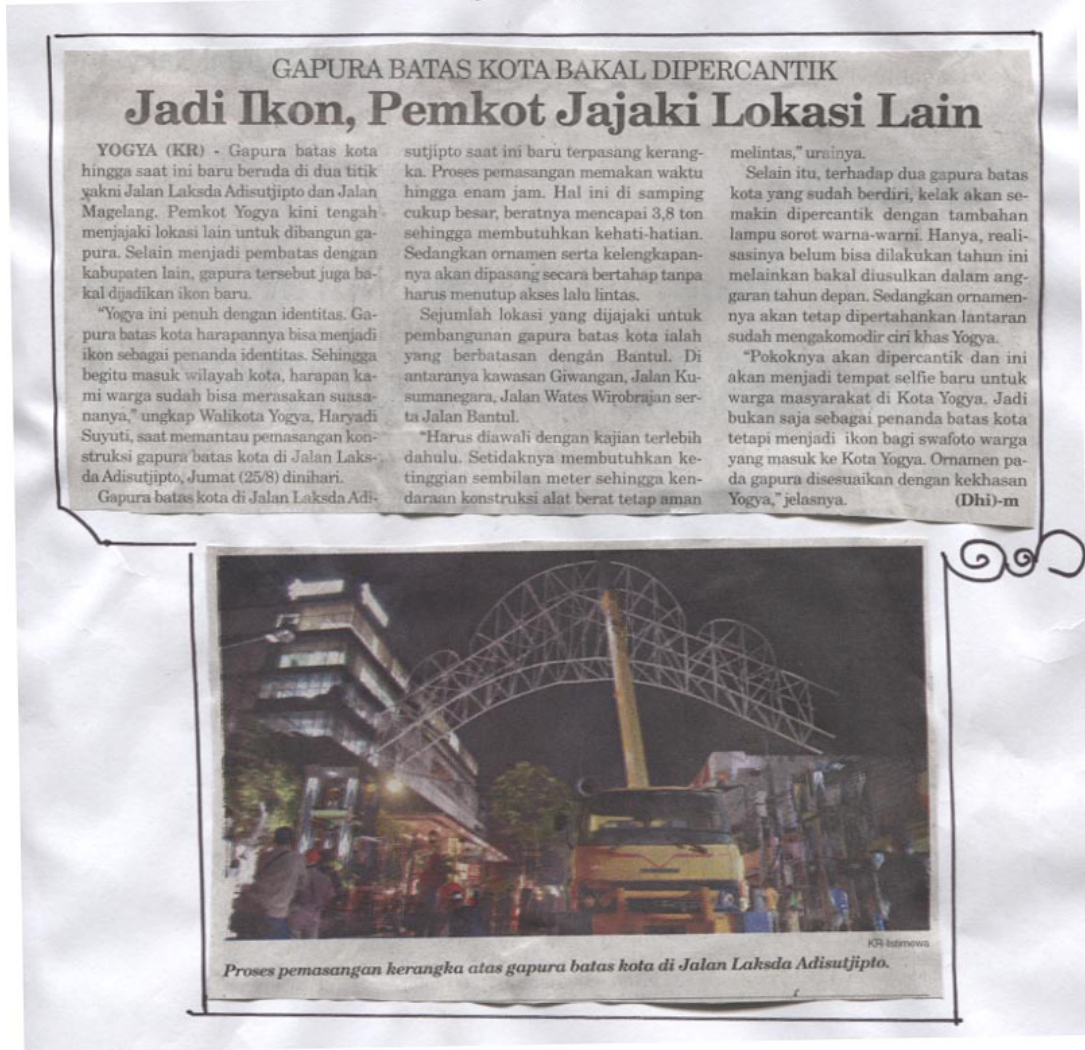 GAPURA BATAS KOTA BAKAL DIPERCANTIK
Jadi Ikon, Pemkot Jajaki Lokasi Lain
YOGYA (KR) - Gapura batas kota
hingga saat ini baru berada di dua titik
yakni Jalan Laksda Adisutjipto dan Jalan
Magelang. Pemkot Yogya kini tengah
menjajaki lokasi lain untuk dibangun ga-
pura. Selain menjadi pembatas dengan
kabupaten lain, gapura tersebut juga ba-
kal dijadikan ikon baru.
"Yogya ini penuh dengan identitas. Ga-
pura batas kota harapannya bisa menjadi
ikon sebagai penanda identitas. Sehingga
begitu masuk wilayah kota, harapan ka-
mi warga sudah bisa merasakan suasa-
nanya," ungkap Walikota Yogya, Haryadi
Suyuti, saat memantau pemasangan kon-
struksi gapura batas kota di Jalan Laks-
da Adisutjipto, Jumat (25/8) dinihari.
Gapura batas kota di Jalan Laksda Adi-
sutjipto saat ini baru terpasang kerang-
ka. Proses pemasangan memakan waktu
hingga enam jam. Hal ini di samping
cukup besar, beratnya mencapai 3,8 ton
sehingga membutuhkan kehati-hatian.
Sedangkan ornamen serta kelengkapan-
nya akan dipasang secara bertahap tanpa
harus menutup akses lalu lintas.
Sejumlah lokasi yang dijajaki untuk
pembangunan gapura batas kota ialah
yang berbatasan dengan Bantul. Di
antaranya kawasan Giwangan, Jalan Ku-
sumanegara, Jalan Wates Wirobrajan ser-
ta Jalan Bantul.
"Harus diawali dengan kajian terlebih
dahulu. Setidaknya membutuhkan ke-
tinggian sembilan meter sehingga ken-
daraan konstruksi alat berat tetap aman
melintas," urainya.
Selain itu, terhadap dua gapura batas
kota yang sudah berdiri, kelak akan se-
makin dipercantik dengan tambahan
lampu sorot warna-warni. Hanya, reali-
sasinya belum bisa dilakukan tahun ini
melainkan bakal diusulkan dalam ang-
garan tahun depan. Sedangkan ornamen-
nya akan tetap dipertahankan lantaran
sudah mengakomodir ciri khas Yogya.
"Pokoknya akan dipercantik dan ini
akan menjadi tempat selfie baru untuk
warga masyarakat di Kota Yogya. Jadi
bukan saja sebagai penanda batas kota
tetapi menjadi ikon bagi swafoto warga
yang masuk ke Kota Yogya. Ornamen pa-
da gapura disesuaikan dengan kekhasan
Yogya," jelasnya. (Dhi)-m
KR-Istimewa
Proses pemasangan kerangka atas gapura batas kota di Jalan Laksda Adisutjipto.